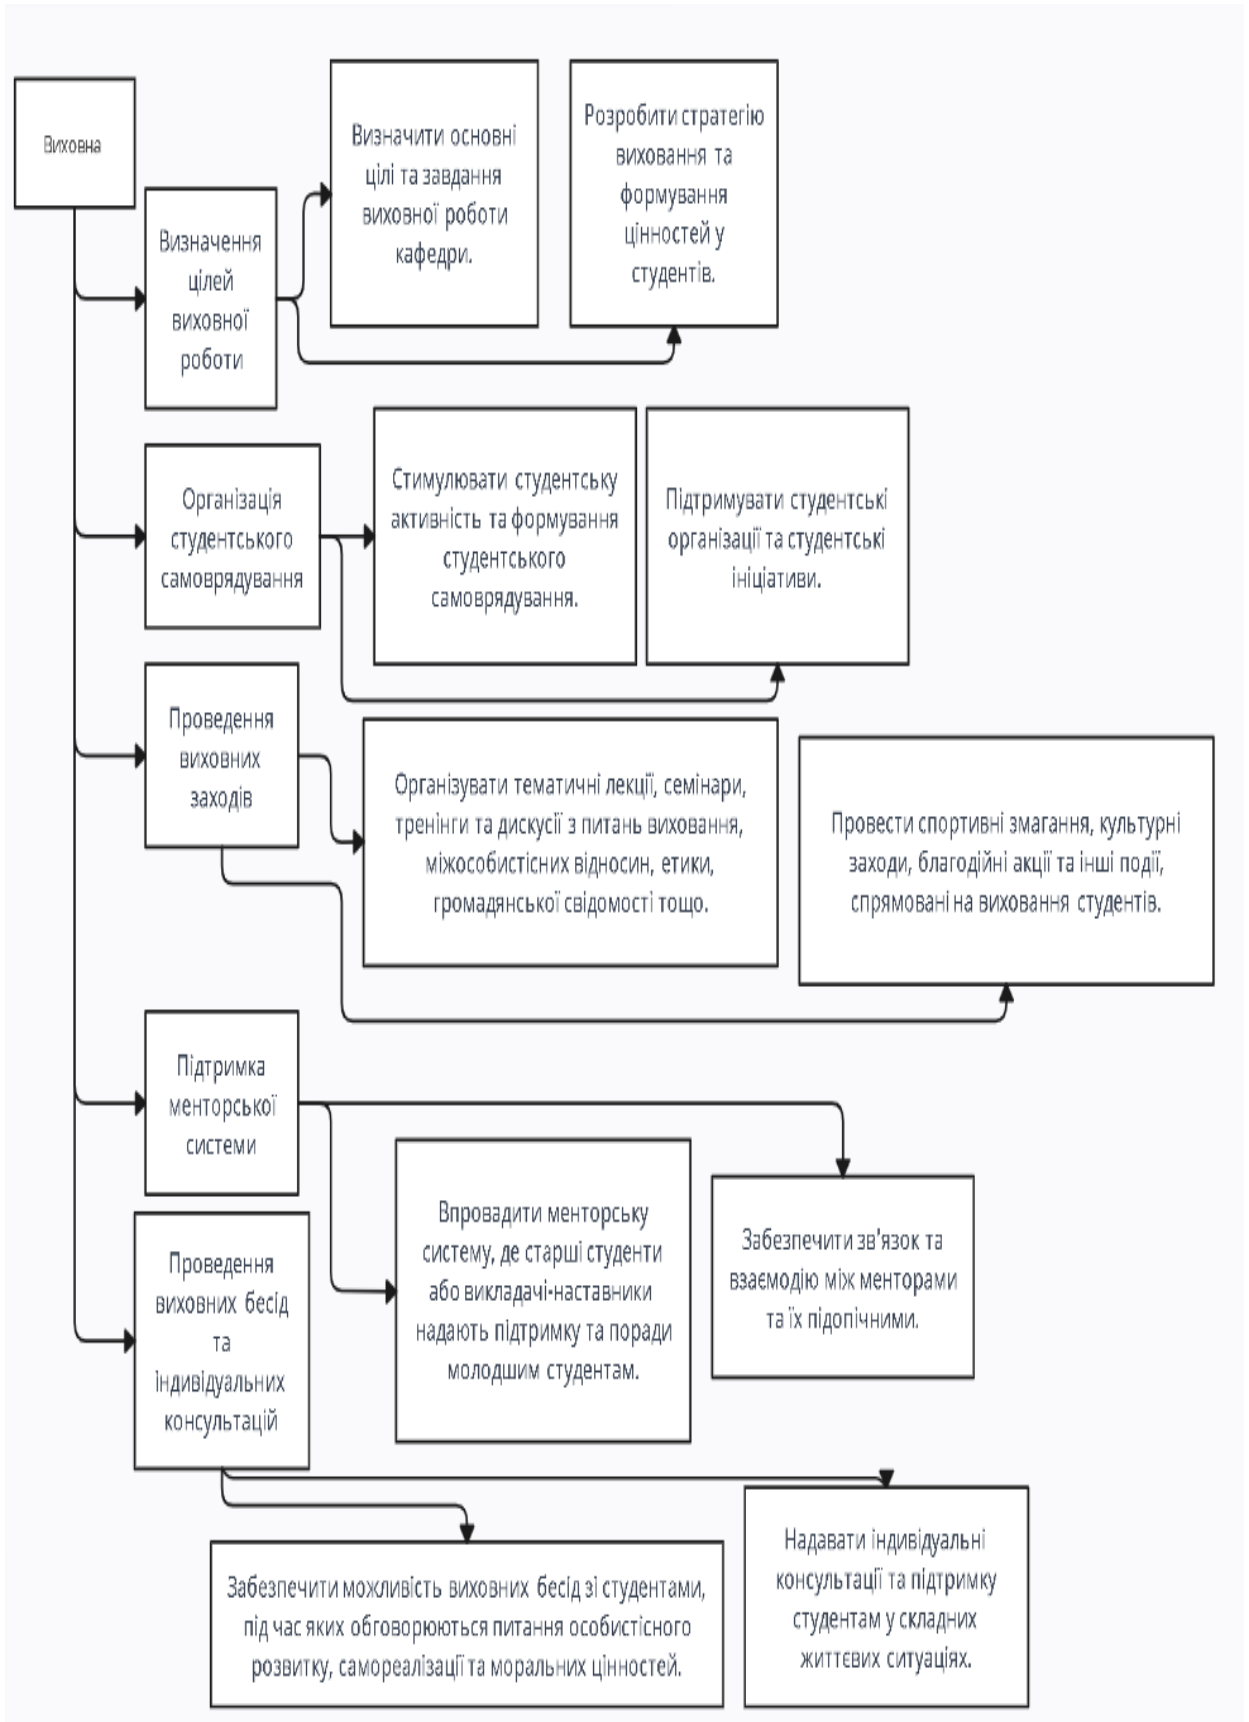 Виховна
Визначення
цілей
виховної
роботи
Визначити основні
цілі та завдання
виховної роботи
кафедри.
Розробити стратегію
виховання та
формування
цінностей у
студентів.
Організація
студентського
самоврядування
Стимулювати студентську
активність та формування
студентського
самоврядування.
Підтримувати студентські
організації та студентські
ініціативи.
Проведення
виховних
заходів
Організувати тематичні лекції, семінари,
тренінги та дискусії з питань виховання,
міжособистісних відносин, етики,
громадянської свідомості тощо.
Провести спортивні змагання, культурні
заходи, благодійні акції та інші події,
спрямовані на виховання студентів.
Підтримка
менторської
системи
Впровадити менторську
систему, де старші студенти
або викладачі-наставники
надають підтримку та поради
молодшим студентам.
Забезпечити зв'язок та
взаємодію між менторами
та їх підопічними.
Проведення
виховних бесід
та
індивідуальних
консультацій
Забезпечити можливість виховних бесід зі студентами,
під час яких обговорюються питання особистісного
розвитку, самореалізації та моральних цінностей.
Надавати індивідуальні
консультації та підтримку
студентам у складних
життєвих ситуаціях.